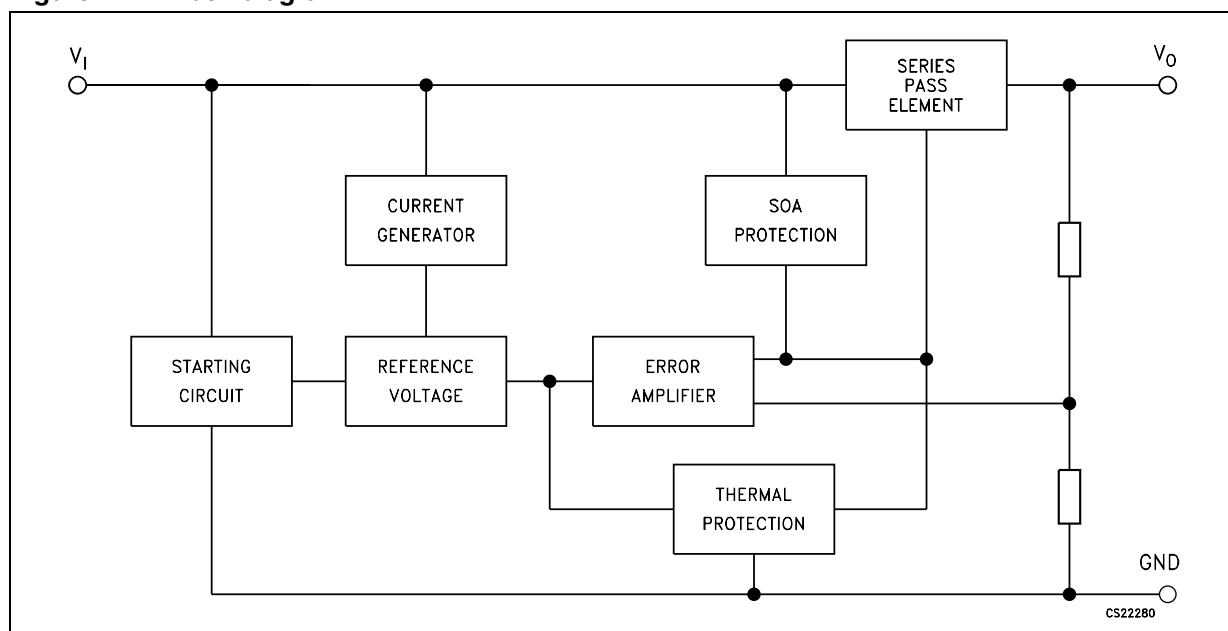 V_I
V_O
SERIES
PASS
ELEMENT
CURRENT
GENERATOR
SOA
PROTECTION
STARTING
CIRCUIT
REFERENCE
VOLTAGE
ERROR
AMPLIFIER
THERMAL
PROTECTION
GND
CS22280